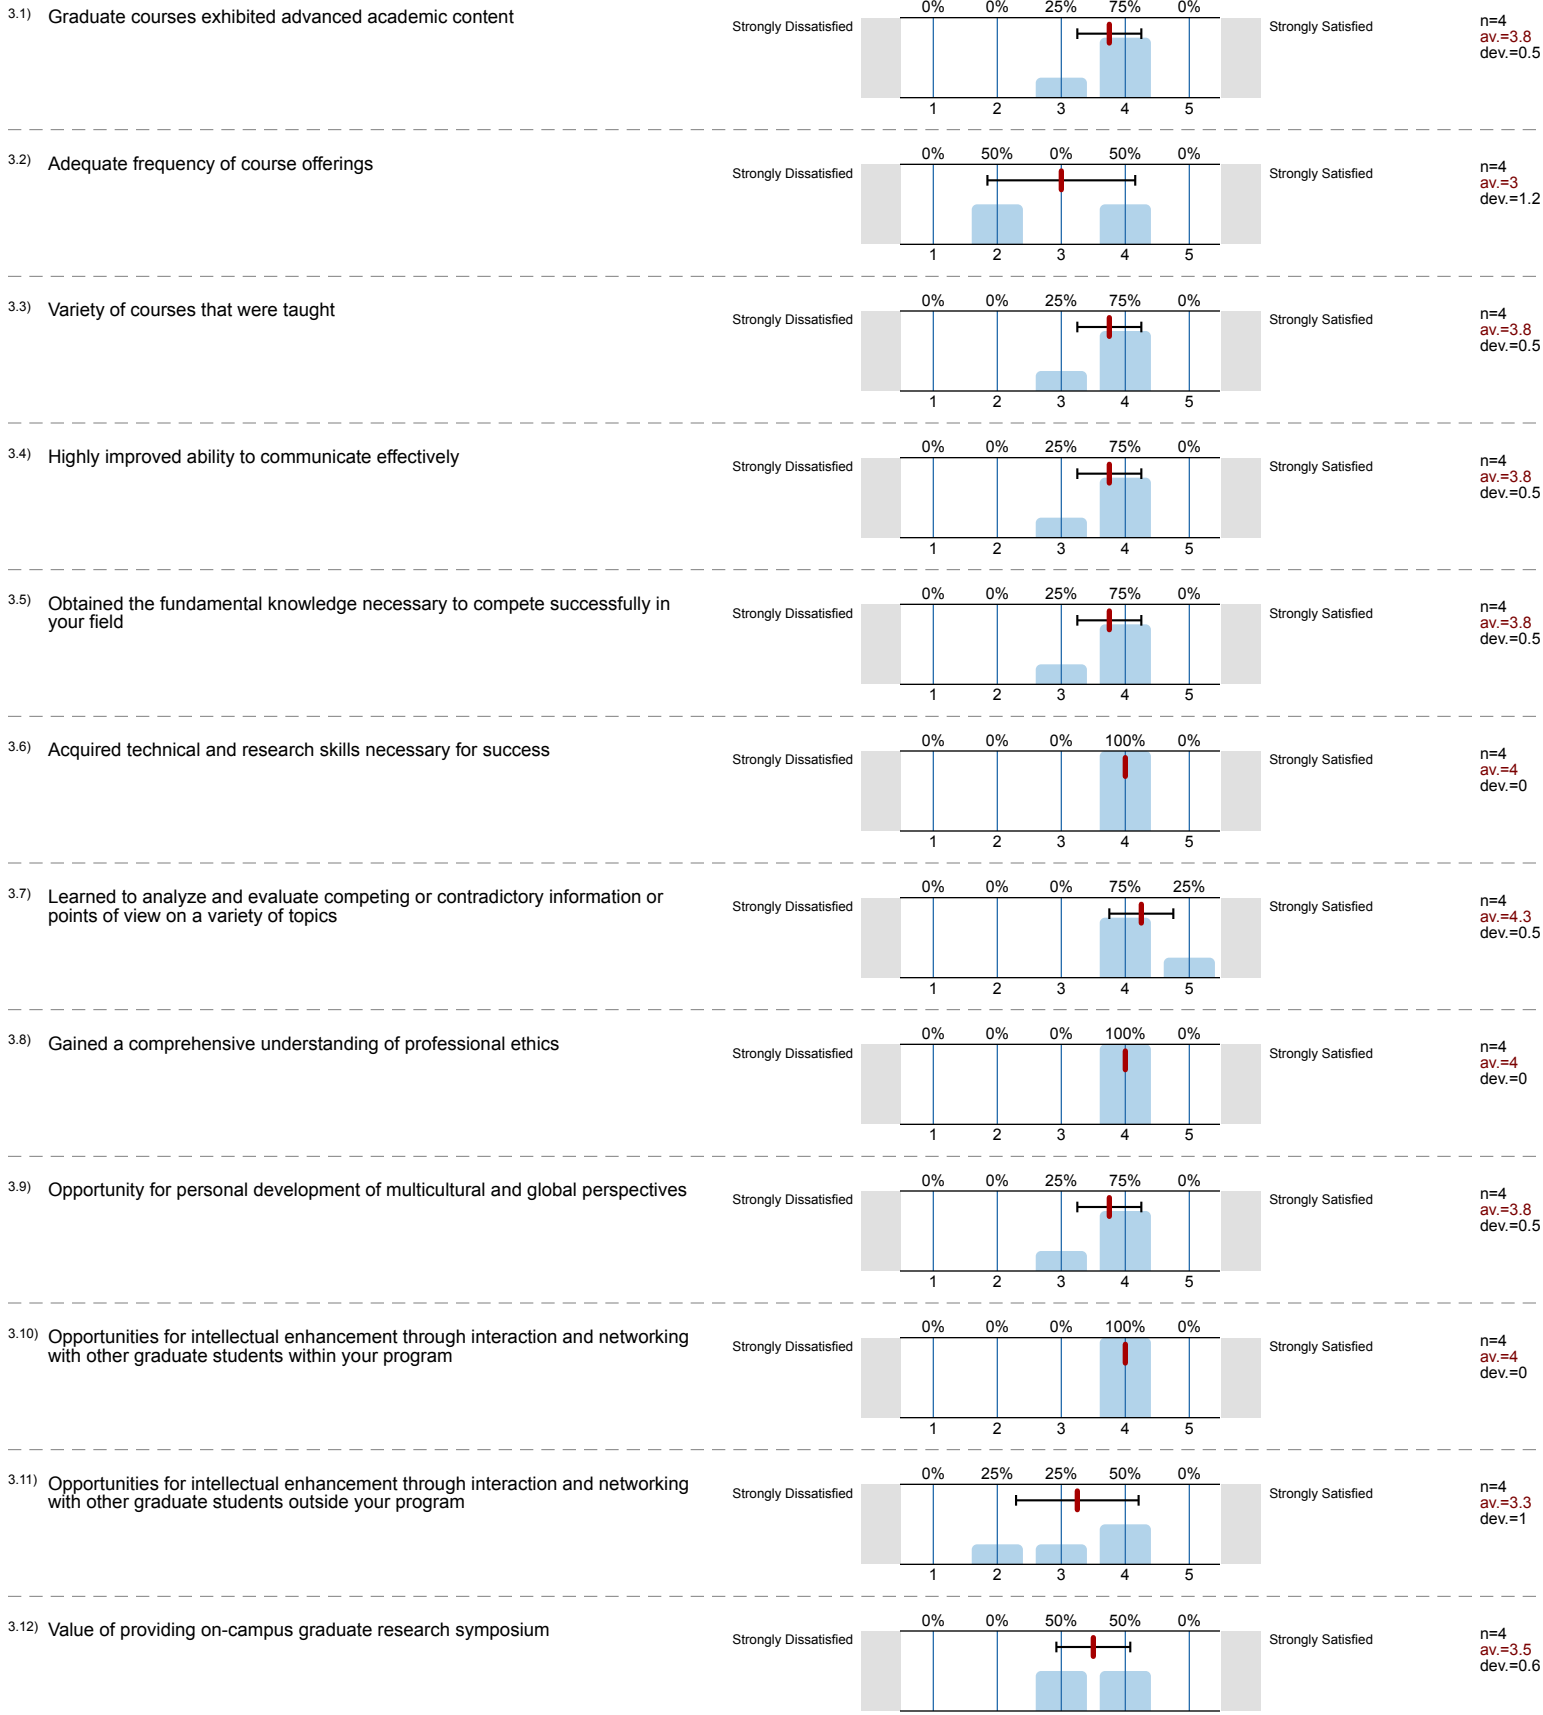 3.1) Graduate courses exhibited advanced academic content
0% 0% 25% 75% 0%
Strongly Dissatisfied Strongly Satisfied
n=4
av.=3.8
dev.=0.5
1 2 3 4 5
3.2) Adequate frequency of course offerings
0% 50% 0% 50% 0%
Strongly Dissatisfied Strongly Satisfied
n=4
av.=3
dev.=1.2
1 2 3 4 5
3.3) Variety of courses that were taught
0% 0% 25% 75% 0%
Strongly Dissatisfied Strongly Satisfied
n=4
av.=3.8
dev.=0.5
1 2 3 4 5
3.4) Highly improved ability to communicate effectively
0% 0% 25% 75% 0%
Strongly Dissatisfied Strongly Satisfied
n=4
av.=3.8
dev.=0.5
1 2 3 4 5
3.5) Obtained the fundamental knowledge necessary to compete successfully in
your field
0% 0% 25% 75% 0%
Strongly Dissatisfied Strongly Satisfied
n=4
av.=3.8
dev.=0.5
1 2 3 4 5
3.6) Acquired technical and research skills necessary for success
0% 0% 0% 100% 0%
Strongly Dissatisfied Strongly Satisfied
n=4
av.=4
dev.=0
1 2 3 4 5
3.7) Learned to analyze and evaluate competing or contradictory information or
points of view on a variety of topics
0% 0% 0% 75% 25%
Strongly Dissatisfied Strongly Satisfied
n=4
av.=4.3
dev.=0.5
1 2 3 4 5
3.8) Gained a comprehensive understanding of professional ethics
0% 0% 0% 100% 0%
Strongly Dissatisfied Strongly Satisfied
n=4
av.=4
dev.=0
1 2 3 4 5
3.9) Opportunity for personal development of multicultural and global perspectives
0% 0% 25% 75% 0%
Strongly Dissatisfied Strongly Satisfied
n=4
av.=3.8
dev.=0.5
1 2 3 4 5
3.10) Opportunities for intellectual enhancement through interaction and networking
with other graduate students within your program
0% 0% 0% 100% 0%
Strongly Dissatisfied Strongly Satisfied
n=4
av.=4
dev.=0
1 2 3 4 5
3.11) Opportunities for intellectual enhancement through interaction and networking
with other graduate students outside your program
0% 25% 25% 50% 0%
Strongly Dissatisfied Strongly Satisfied
n=4
av.=3.3
dev.=1
1 2 3 4 5
3.12) Value of providing on-campus graduate research symposium
0% 0% 50% 50% 0%
Strongly Dissatisfied Strongly Satisfied
n=4
av.=3.5
dev.=0.6